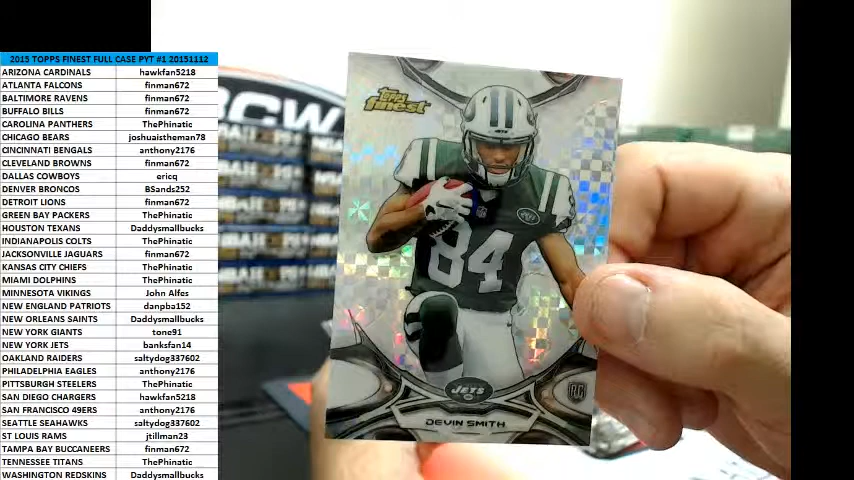 2015 TOPPS FINEST FULL CASE PYT #1 20151112
ARIZONA CARDINALS hawkfan5218
ATLANTA FALCONS finman672
BALTIMORE RAVENS finman672
BUFFALO BILLS finman672
CAROLINA PANTHERS ThePhinatic
CHICAGO BEARS joshuaistheman78
CINCINNATI BENGALS anthony2176
CLEVELAND BROWNS finman672
DALLAS COWBOYS ericq
DENVER BRONCOS BSands252
DETROIT LIONS finman672
GREEN BAY PACKERS ThePhinatic
HOUSTON TEXANS Daddysmallbucks
INDIANAPOLIS COLTS ThePhinatic
JACKSONVILLE JAGUARS finman672
KANSAS CITY CHIEFS ThePhinatic
MIAMI DOLPHINS ThePhinatic
MINNESOTA VIKINGS John Alfes
NEW ENGLAND PATRIOTS danpba152
NEW ORLEANS SAINTS Daddysmallbucks
NEW YORK GIANTS tone91
NEW YORK JETS banksfan14
OAKLAND RAIDERS saltydog337602
PHILADELPHIA EAGLES anthony2176
PITTSBURGH STEELERS ThePhinatic
SAN DIEGO CHARGERS hawkfan5218
SAN FRANCISCO 49ERS anthony2176
SEATTLE SEAHAWKS saltydog337602
ST LOUIS RAMS jtillman23
TAMPA BAY BUCCANEERS finman672
TENNESSEE TITANS ThePhinatic
WASHINGTON REDSKINS Daddysmallbucks
TOPPS
finest
84
84
JETS
RC
DEVIN SMITH